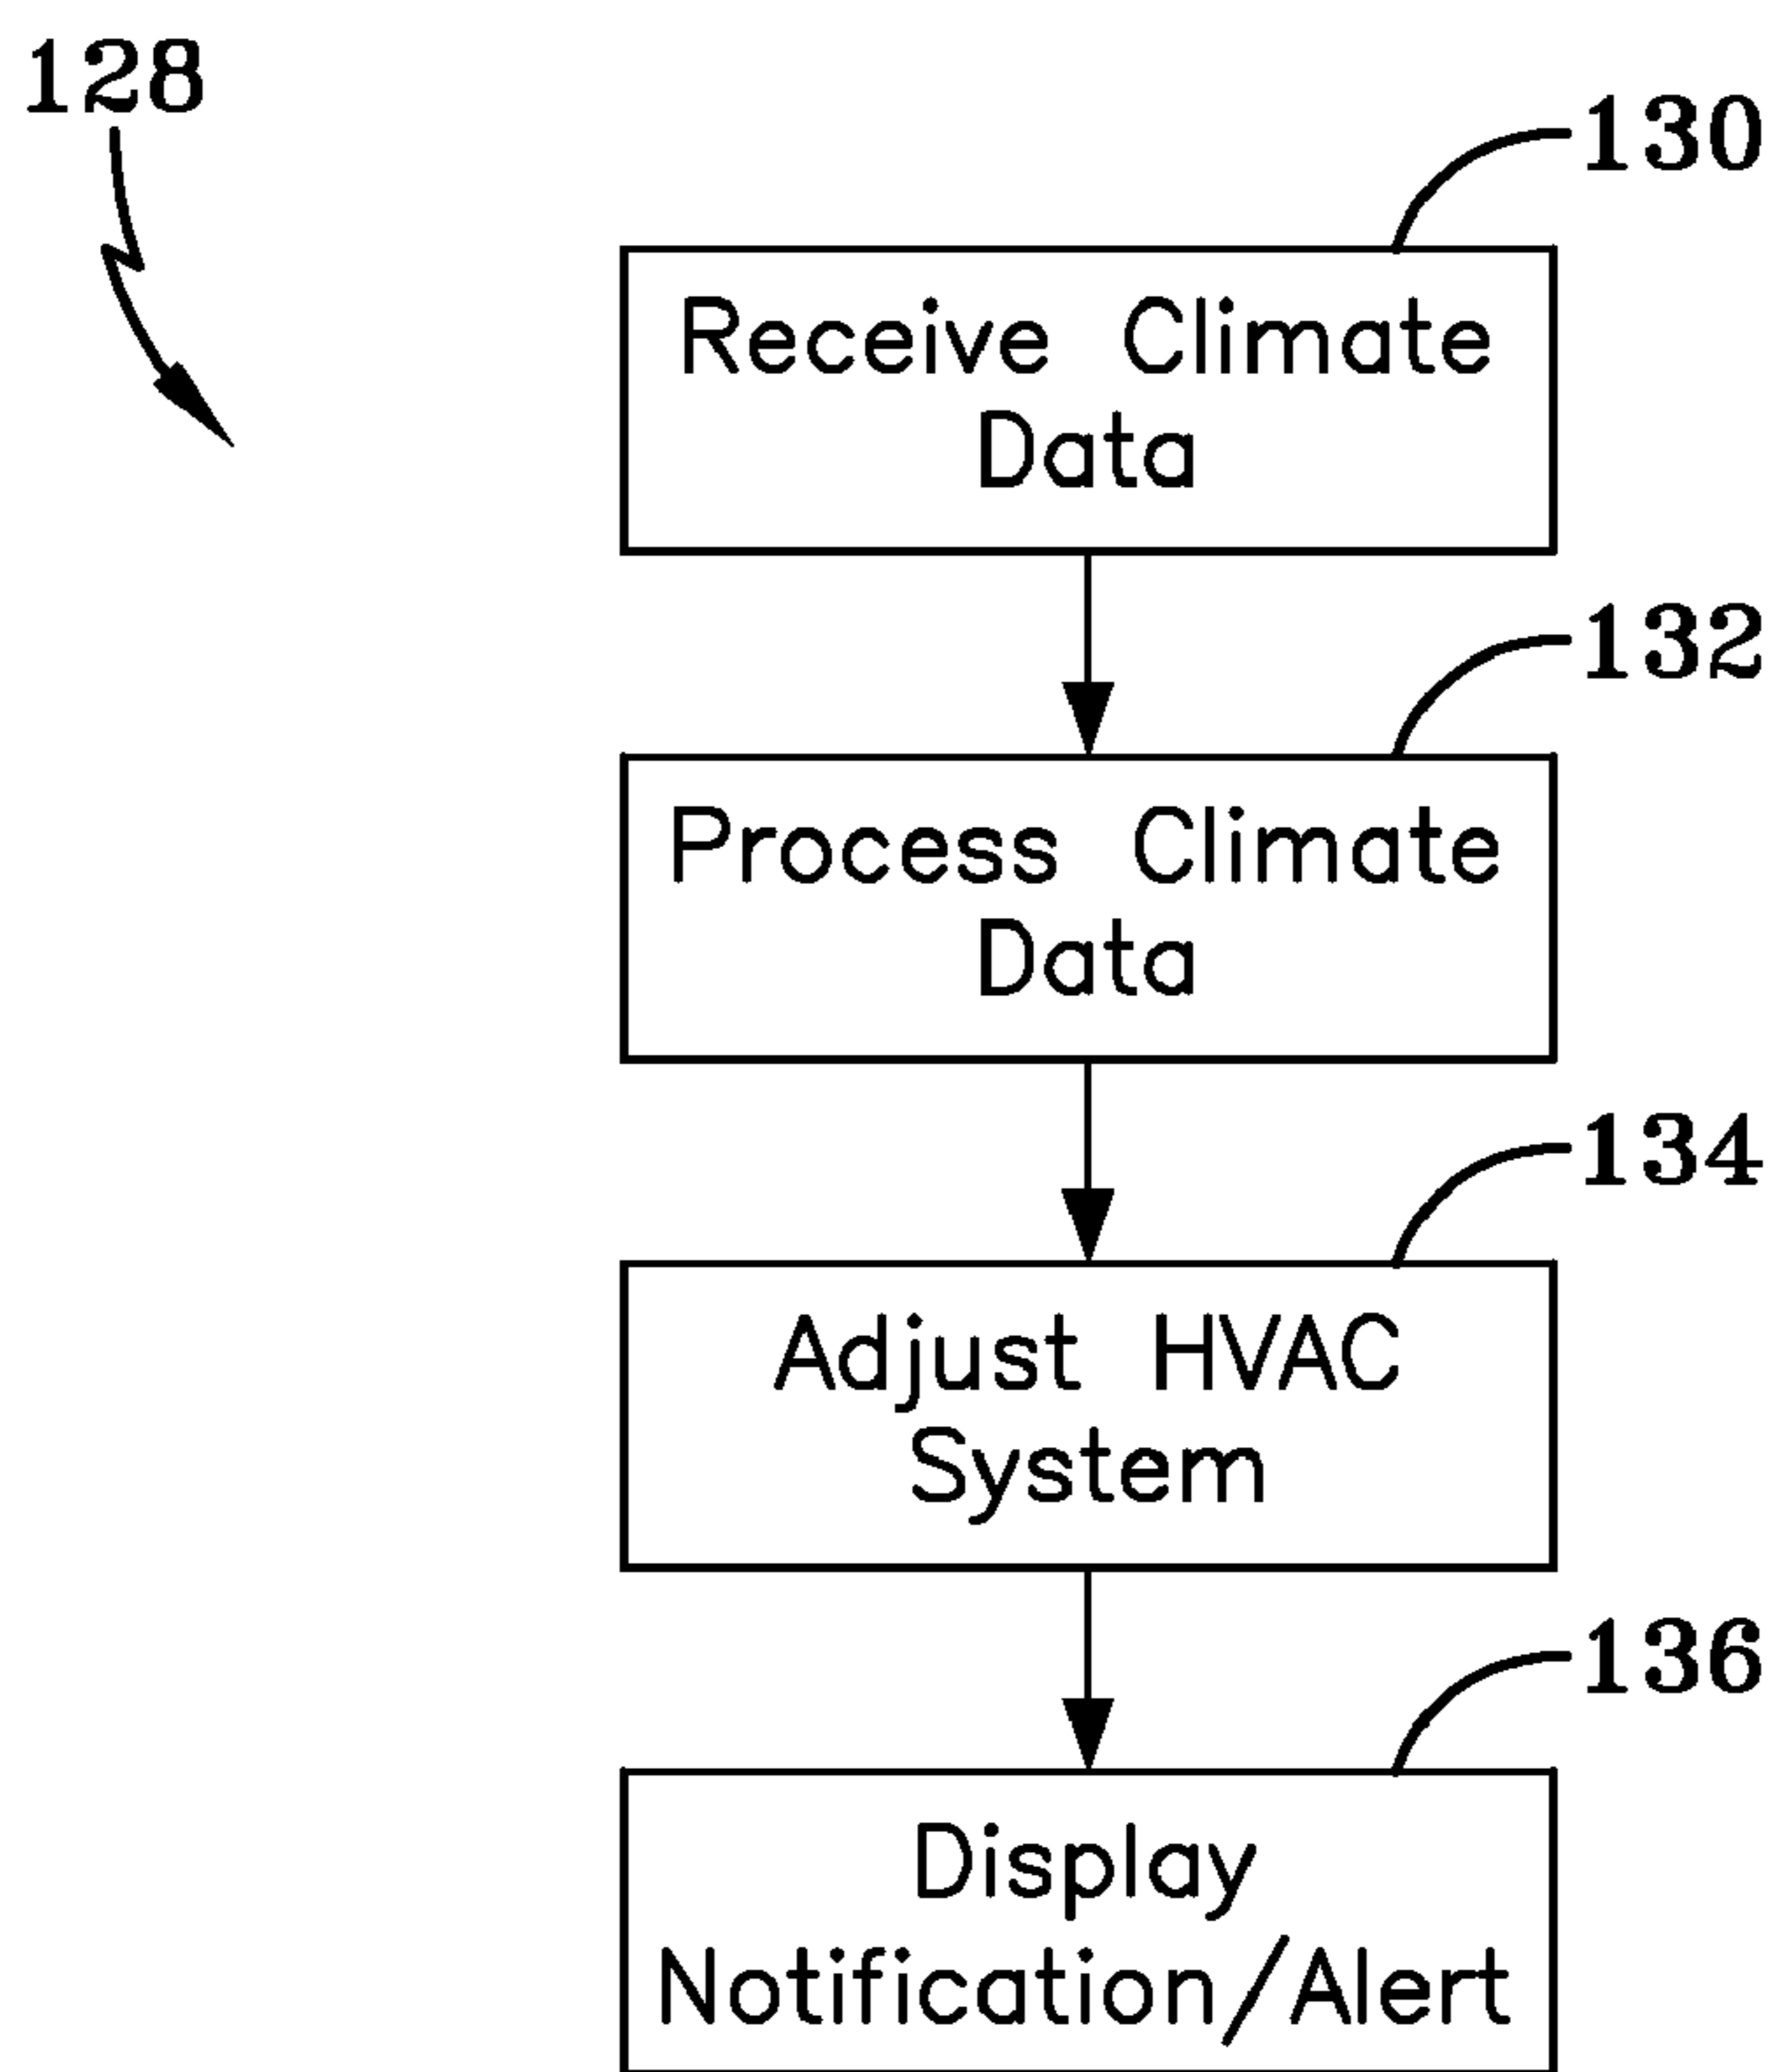 128
130
Receive Climate
Data
132
Process Climate
Data
134
Adjust HVAC
System
136
Display
Notification/Alert